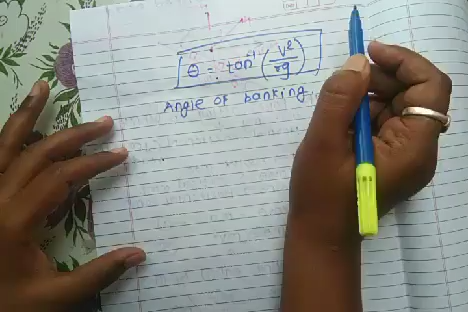 θ = tan⁻¹ (v²/rg)
Angle of banking.